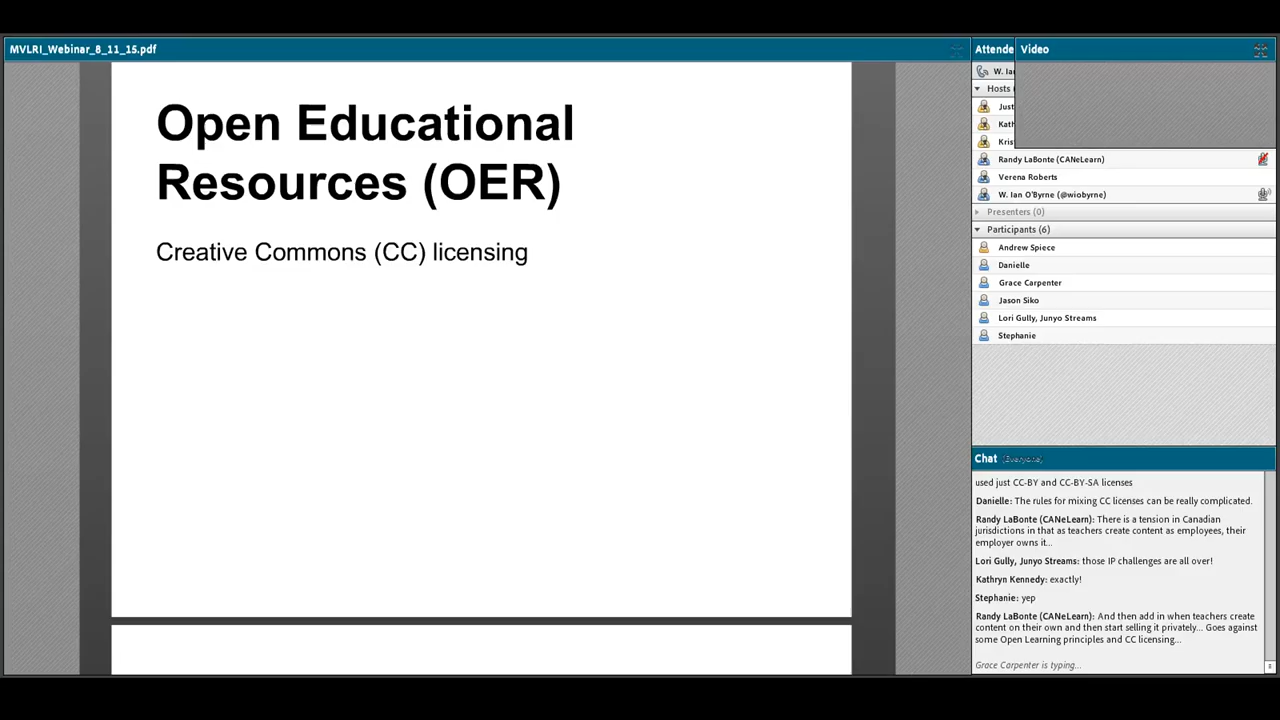 MVLRI_Webinar_8_11_15.pdf
Open Educational
Resources (OER)
Creative Commons (CC) licensing
Attende
Video
W. Ia
Hosts
Just
Kath
Kris
Randy LaBonte (CANeLearn)
Verena Roberts
W. Ian O'Byrne (@wiobyrne)
Presenters (0)
Participants (6)
Andrew Spiece
Danielle
Grace Carpenter
Jason Siko
Lori Gully, Junyo Streams
Stephanie
Chat (Everyone)
used just CC-BY and CC-BY-SA licenses
Danielle: The rules for mixing CC licenses can be really complicated.
Randy LaBonte (CANeLearn): There is a tension in Canadian
jurisdictions in that as teachers create content as employees, their
employer owns it...
Lori Gully, Junyo Streams: those IP challenges are all over!
Kathryn Kennedy: exactly!
Stephanie: yep
Randy LaBonte (CANeLearn): And then add in when teachers create
content on their own and then start selling it privately... Goes against
some Open Learning principles and CC licensing...
Grace Carpenter is typing...